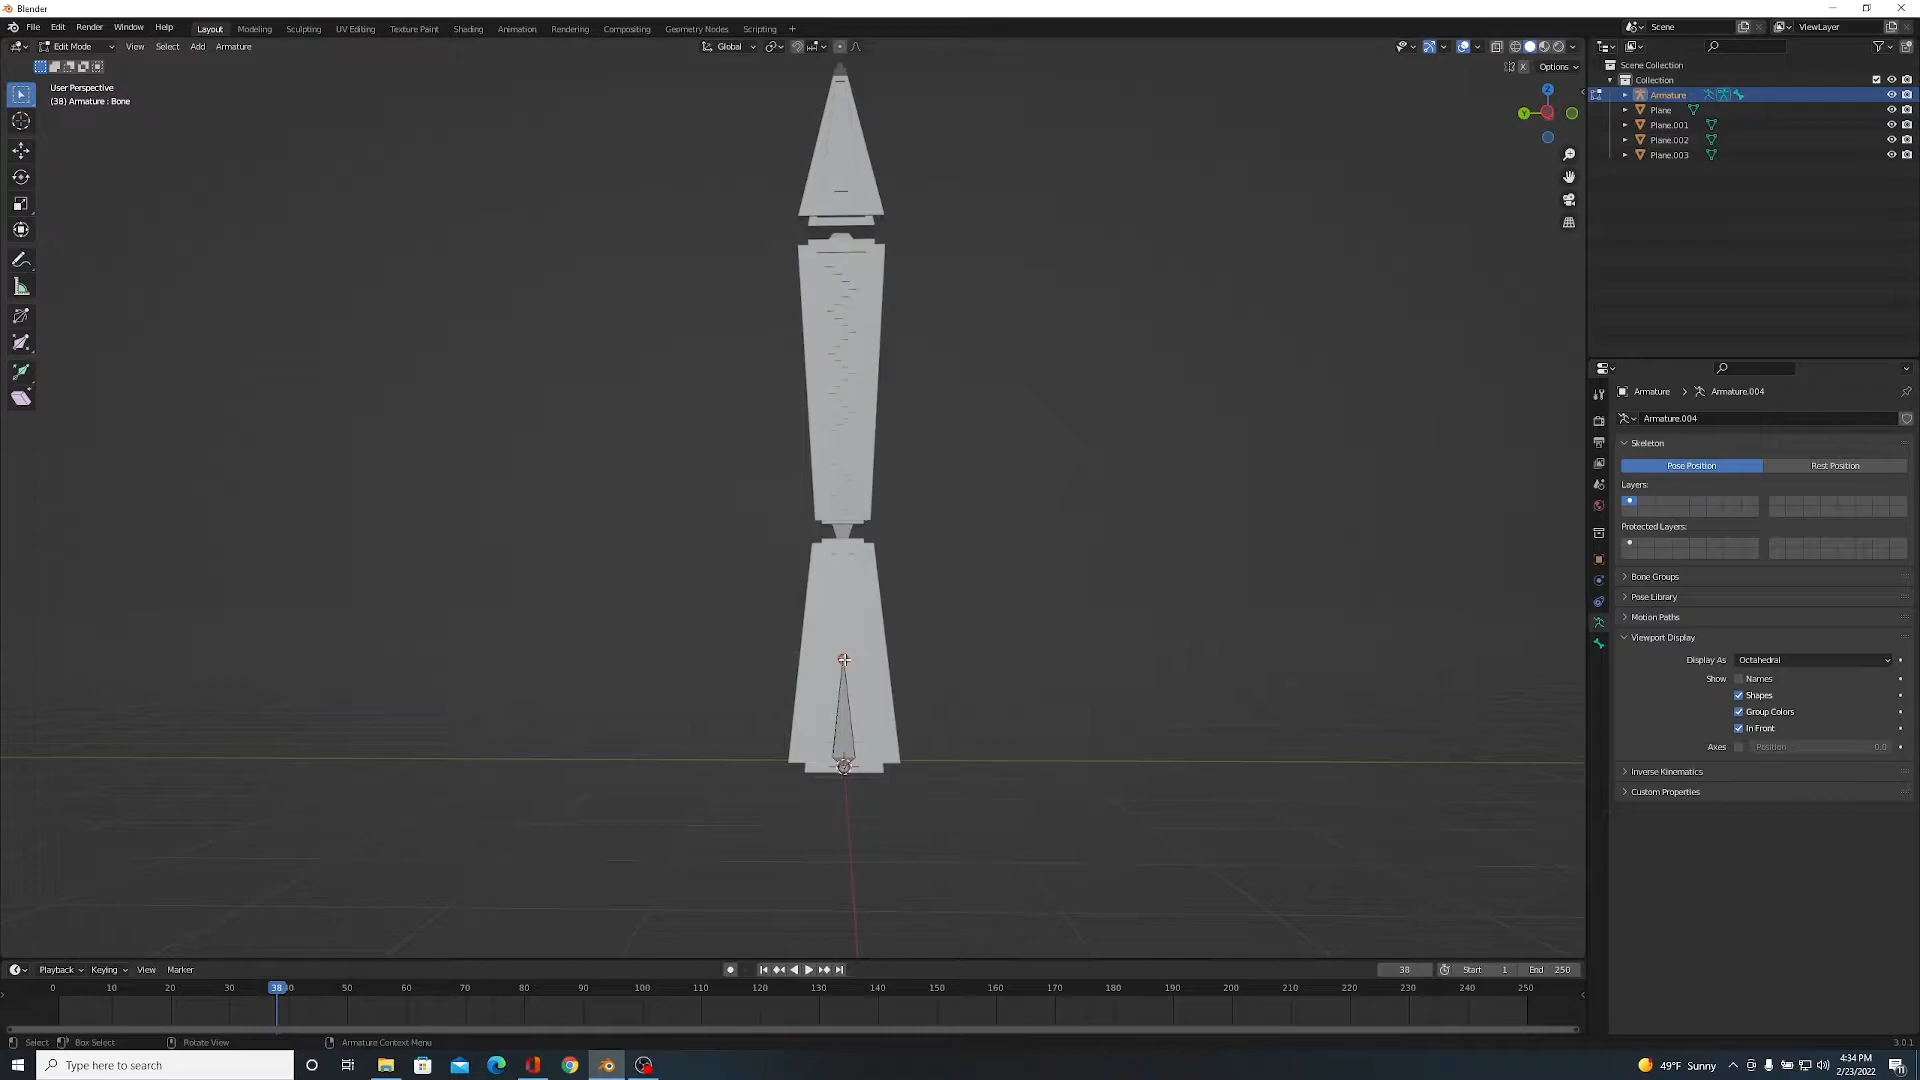 Blender
File Edit Render Window Help
Layout Modeling Sculpting UV Editing Texture Paint Shading Animation Rendering Compositing Geometry Nodes Scripting +
Scene
ViewLayer
Edit Mode View Select Add Armature
Global
X Options
User Perspective
(38) Armature : Bone
Z
Y
Scene Collection
Collection
Armature
Plane
Plane.001
Plane.002
Plane.003
Armature > Armature.004
Armature.004
Skeleton
Pose Position Rest Position
Layers:
Protected Layers:
Bone Groups
Pose Library
Motion Paths
Viewport Display
Display As Octahedral
Show Names
Shapes
Group Colors
In Front
Axes Position 0.0
Inverse Kinematics
Custom Properties
Playback Keying View Marker
38 Start 1 End 250
0 10 20 30 38 40 50 60 70 80 90 100 110 120 130 140 150 160 170 180 190 200 210 220 230 240 250
Select Box Select Rotate View Armature Context Menu
3.0.1
Type here to search
49°F Sunny
4:34 PM
2/23/2022
11